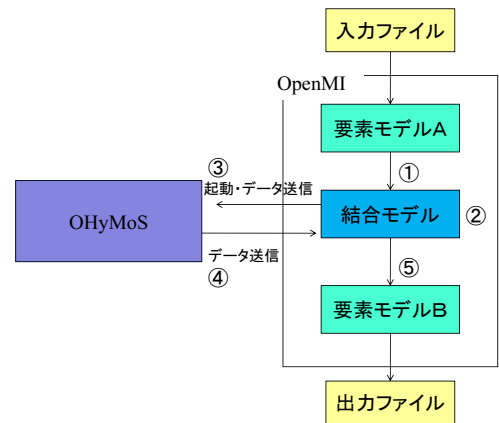 入力ファイル
OpenMI
要素モデルA
①
③
起動・データ送信
OHyMoS
結合モデル
②
データ送信
④
⑤
要素モデルB
出力ファイル